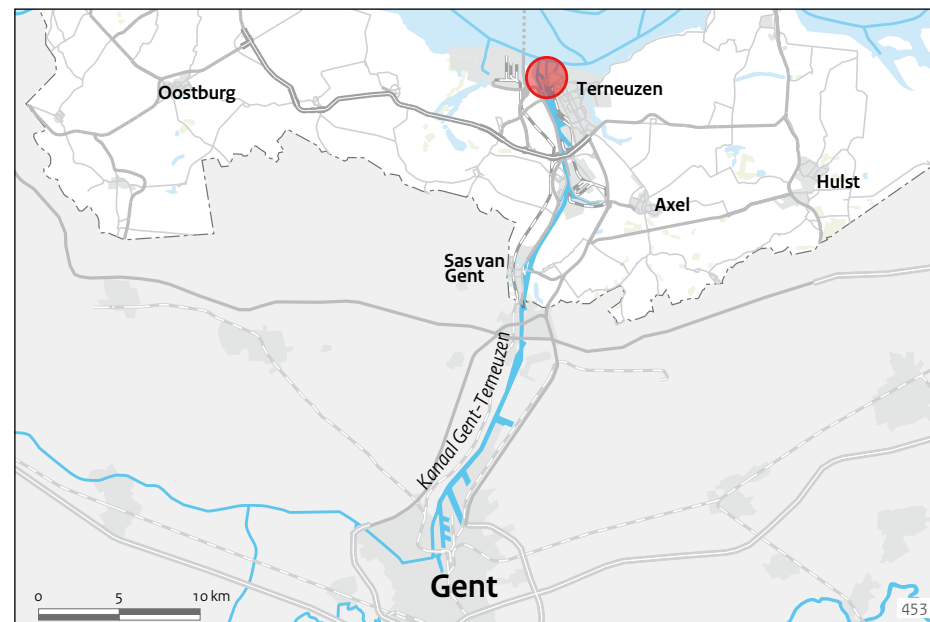 Oostburg
Terneuzen
Hulst
Axel
Sas van
Gent
Kanaal Gent-Terneuzen
Gent
0 5 10 km
453